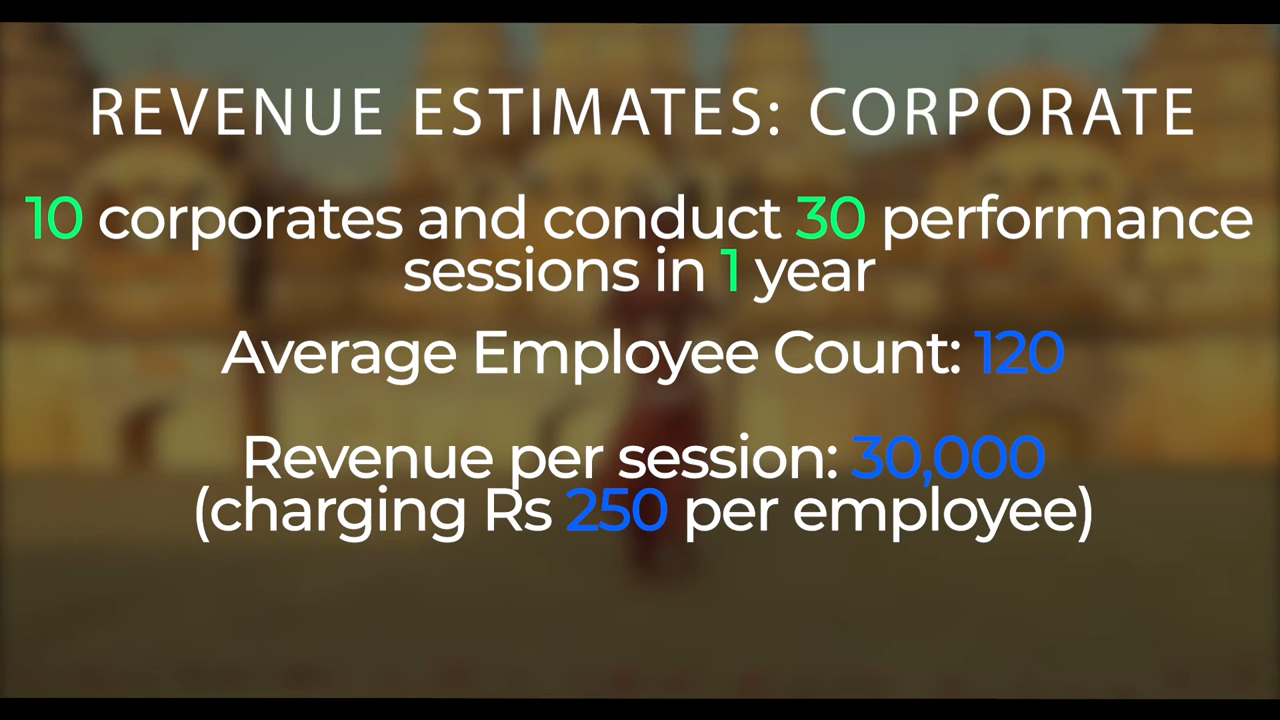 REVENUE ESTIMATES: CORPORATE
10 corporates and conduct 30 performance
sessions in 1 year
Average Employee Count: 120
Revenue per session: 30,000
(charging Rs 250 per employee)